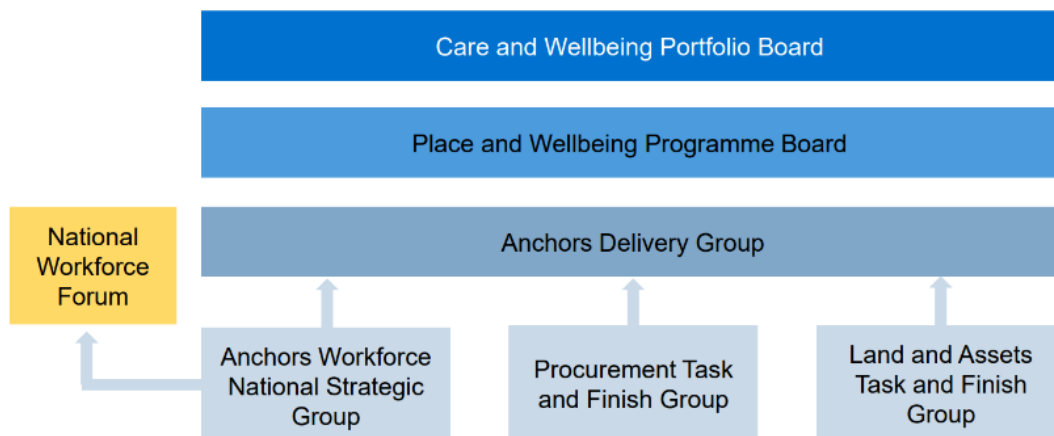 Care and Wellbeing Portfolio Board
Place and Wellbeing Programme Board
National
Workforce
Forum
Anchors Delivery Group
Anchors Workforce
National Strategic
Group
Procurement Task
and Finish Group
Land and Assets
Task and Finish
Group